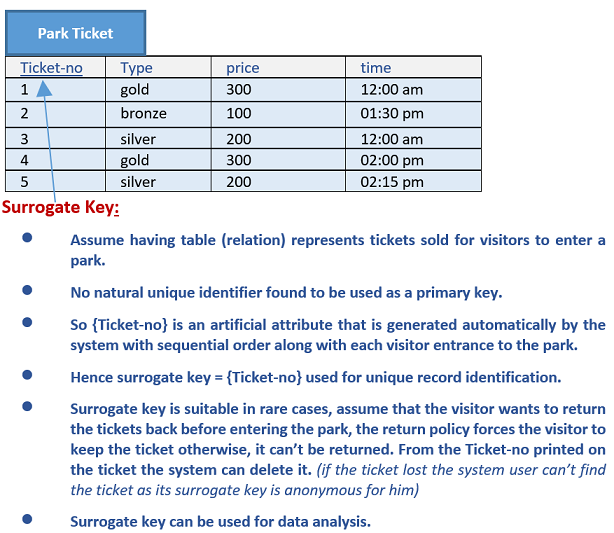 Park Ticket
Ticket-no Type price time
1 gold 300 12:00 am
2 bronze 100 01:30 pm
3 silver 200 12:00 am
4 gold 300 02:00 pm
5 silver 200 02:15 pm
Surrogate Key:
Assume having table (relation) represents tickets sold for visitors to enter a
park.
No natural unique identifier found to be used as a primary key.
So {Ticket-no} is an artificial attribute that is generated automatically by the
system with sequential order along with each visitor entrance to the park.
Hence surrogate key = {Ticket-no} used for unique record identification.
Surrogate key is suitable in rare cases, assume that the visitor wants to return
the tickets back before entering the park, the return policy forces the visitor to
keep the ticket otherwise, it can't be returned. From the Ticket-no printed on
the ticket the system can delete it. (if the ticket lost the system user can't find
the ticket as its surrogate key is anonymous for him)
Surrogate key can be used for data analysis.